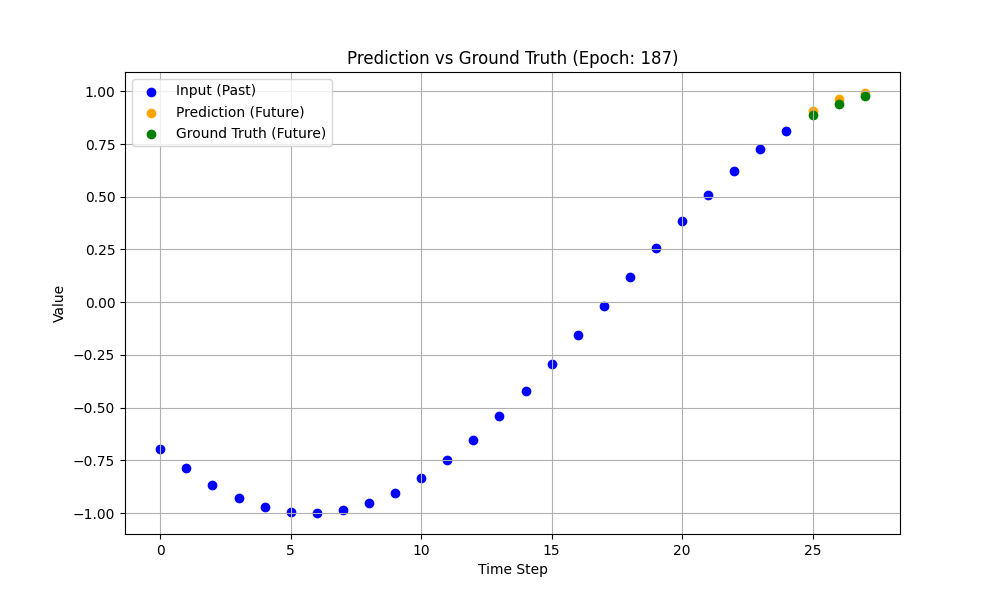 Prediction vs Ground Truth (Epoch: 187)
Input (Past)
Prediction (Future)
Ground Truth (Future)
1.00
0.75
0.50
0.25
0.00
−0.25
−0.50
−0.75
−1.00
Value
0 5 10 15 20 25
Time Step